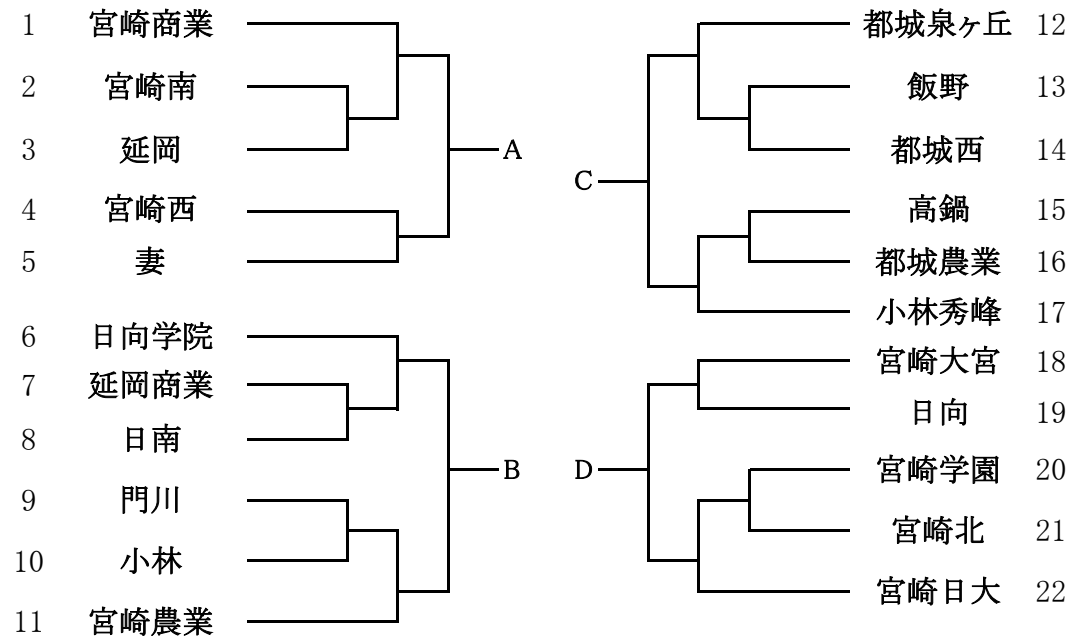 1 宮崎商業
2 宮崎南
3 延岡
4 宮崎西
5 妻
A
6 日向学院
7 延岡商業
8 日南
9 門川
10 小林
11 宮崎農業
B
都城泉ヶ丘 12
飯野 13
都城西 14
高鍋 15
都城農業 16
小林秀峰 17
C
宮崎大宮 18
日向 19
宮崎学園 20
宮崎北 21
宮崎日大 22
D